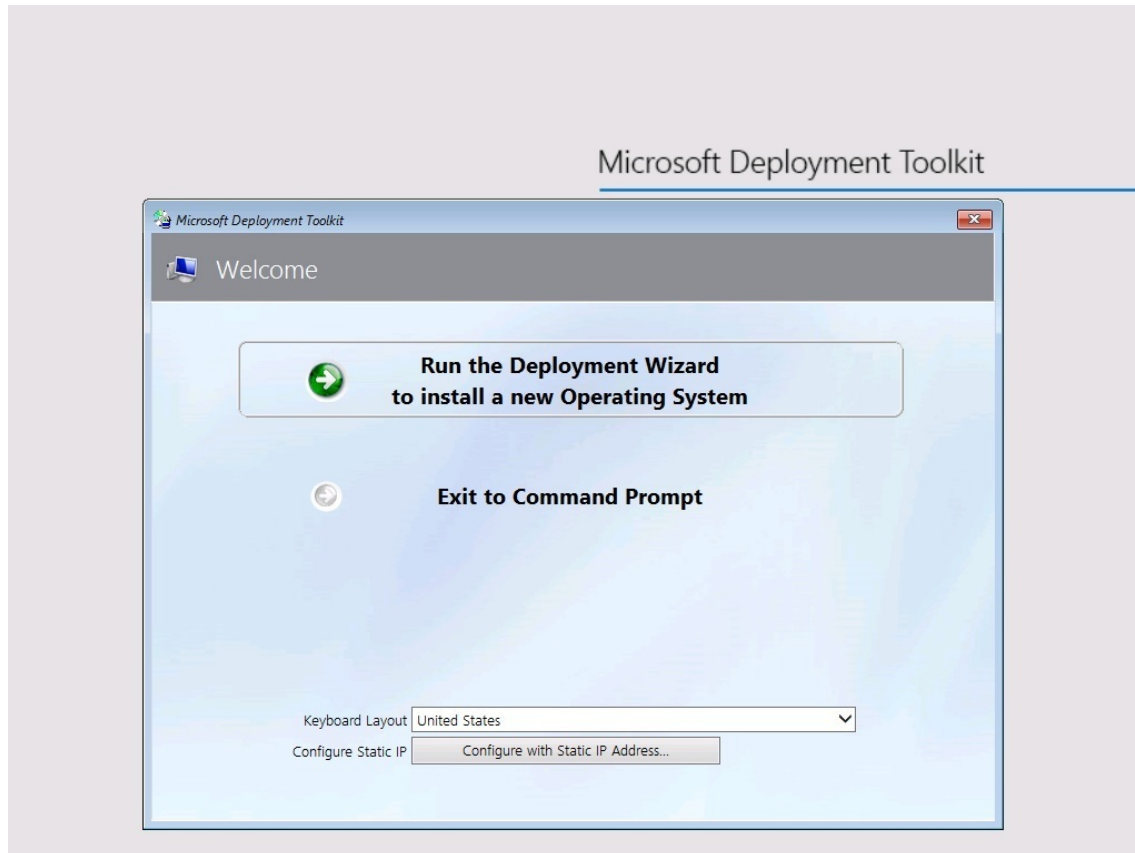 Microsoft Deployment Toolkit
Microsoft Deployment Toolkit
Welcome
Run the Deployment Wizard
to install a new Operating System
Exit to Command Prompt
Keyboard Layout United States
Configure Static IP Configure with Static IP Address...